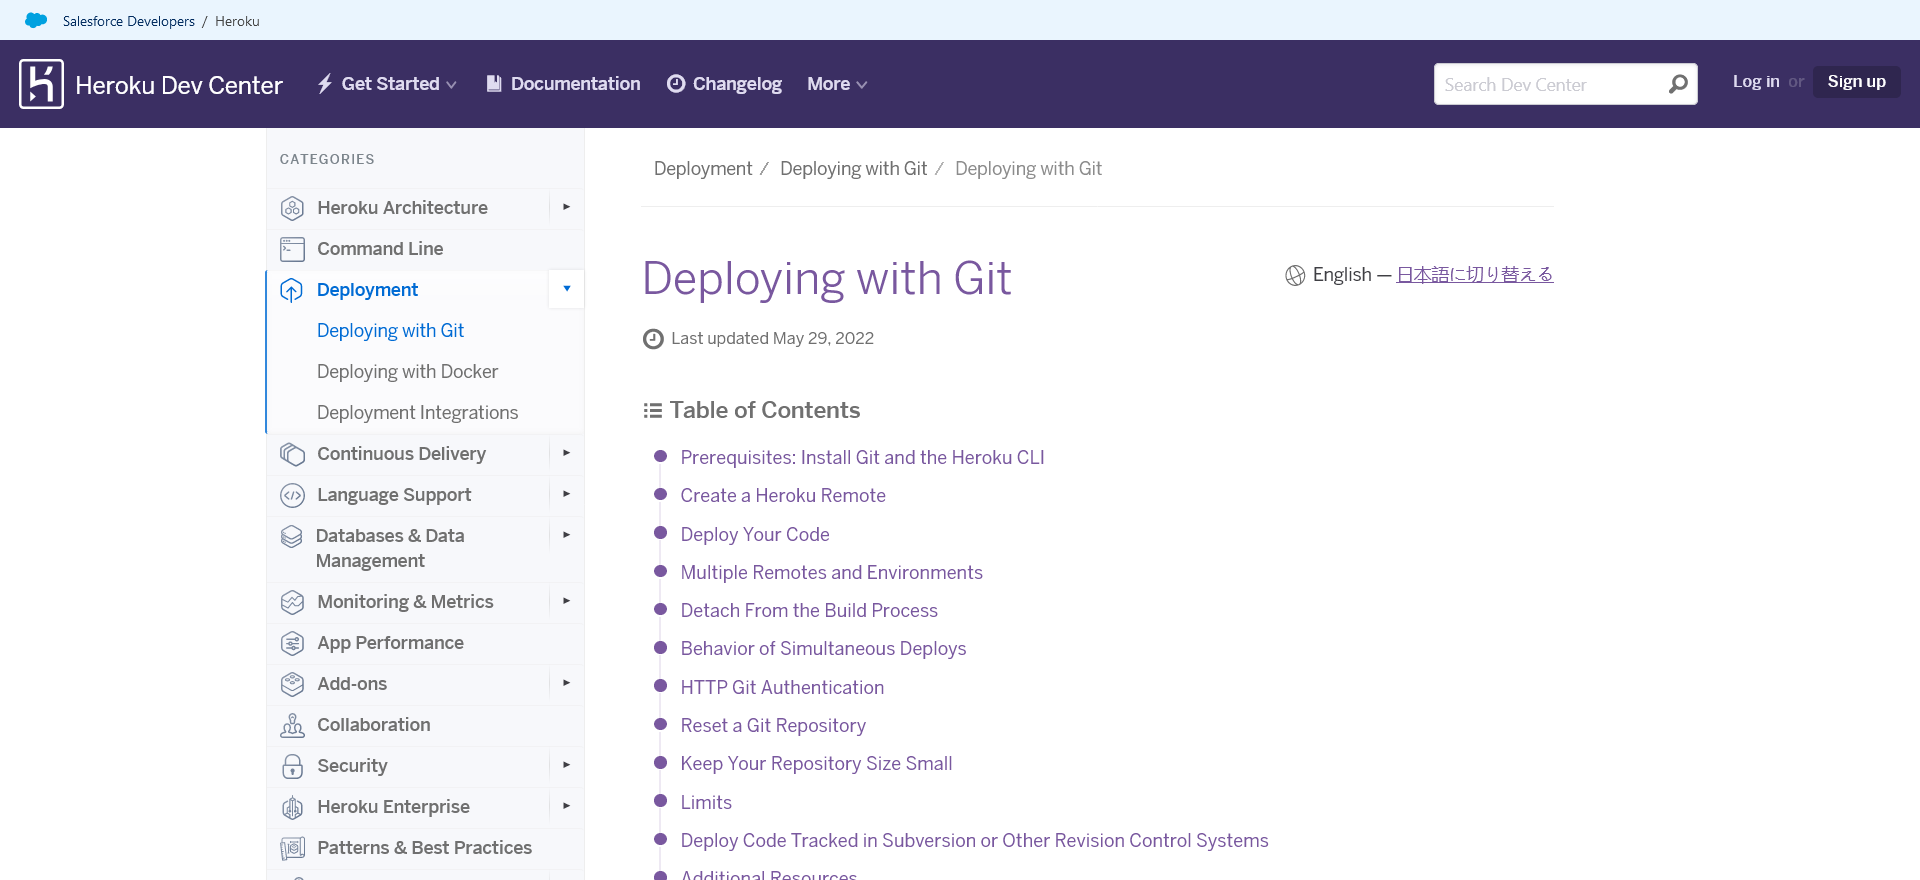 Salesforce Developers / Heroku
Heroku Dev Center
Get Started
Documentation
Changelog
More
Search Dev Center
Log in or Sign up
CATEGORIES
Heroku Architecture
Command Line
Deployment
Deploying with Git
Deploying with Docker
Deployment Integrations
Continuous Delivery
Language Support
Databases & Data
Management
Monitoring & Metrics
App Performance
Add-ons
Collaboration
Security
Heroku Enterprise
Patterns & Best Practices
Deployment / Deploying with Git / Deploying with Git
Deploying with Git
English — 日本語に切り替える
Last updated May 29, 2022
Table of Contents
Prerequisites: Install Git and the Heroku CLI
Create a Heroku Remote
Deploy Your Code
Multiple Remotes and Environments
Detach From the Build Process
Behavior of Simultaneous Deploys
HTTP Git Authentication
Reset a Git Repository
Keep Your Repository Size Small
Limits
Deploy Code Tracked in Subversion or Other Revision Control Systems
Additional Resources